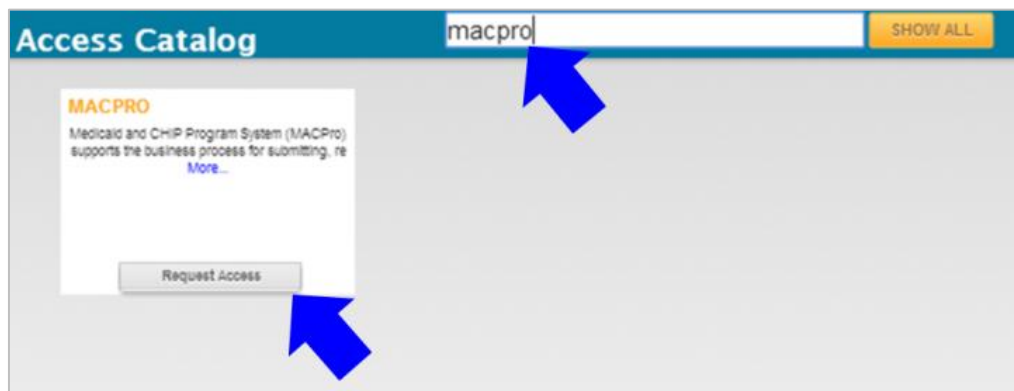 Access Catalog
macpro
SHOW ALL
MACPRO
Medicaid and CHIP Program System (MACPro)
supports the business process for submitting, re
More...
Request Access